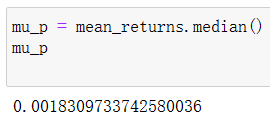 mu_p = mean_returns.median()
mu_p
0.0018309733742580036